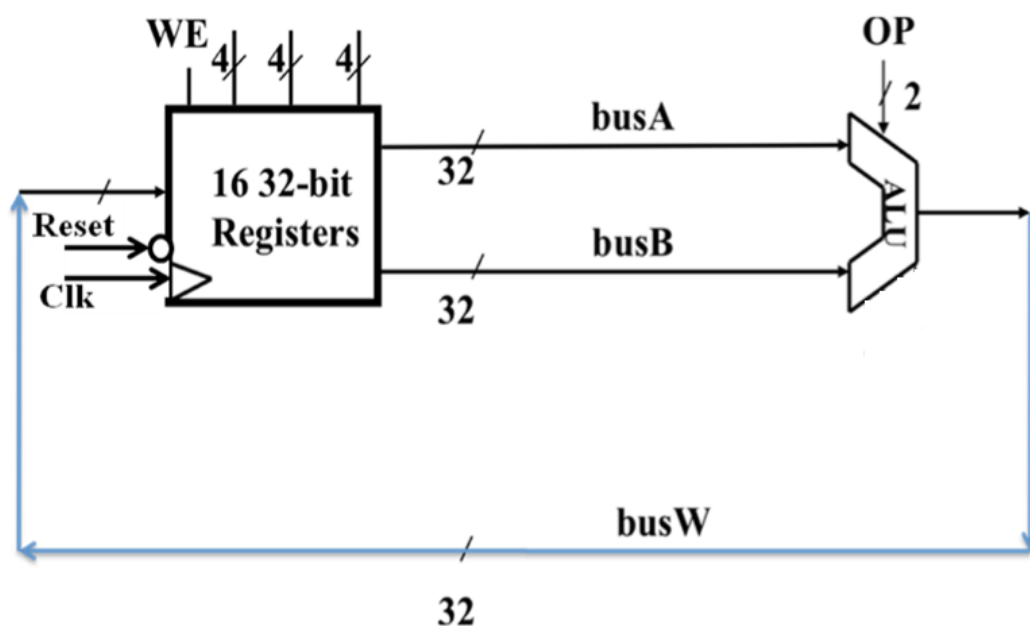 WE
4 4 4
OP
2
busA
32
16 32-bit
Registers
Reset
Clk
busB
32
ALU
busW
32